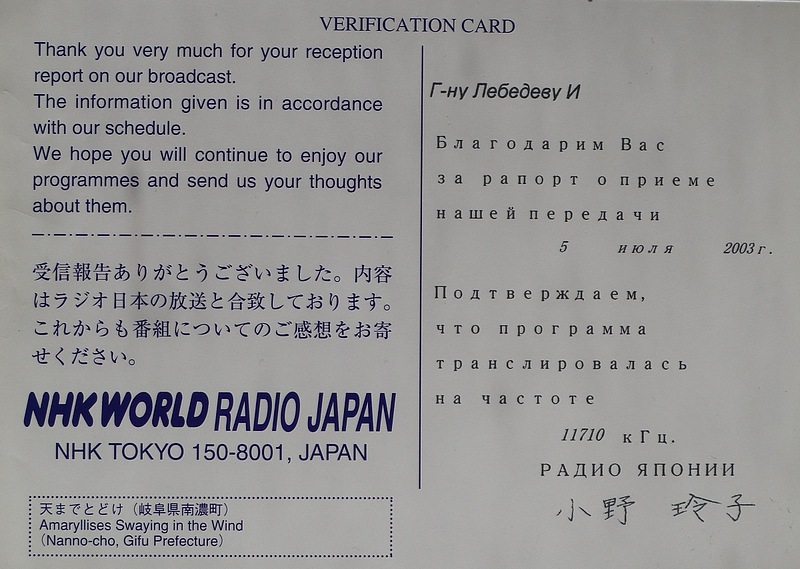 VERIFICATION CARD
Thank you very much for your reception
report on our broadcast.
The information given is in accordance
with our schedule.
We hope you will continue to enjoy our
programmes and send us your thoughts
about them.
受信報告ありがとうございました。内容
はラジオ日本の放送と合致しております。
これからも番組についてのご感想をお寄
せください。
NHK WORLD RADIO JAPAN
NHK TOKYO 150-8001, JAPAN
天までとどけ（岐阜県南濃町）
Amaryllises Swaying in the Wind
（Nanno-cho, Gifu Prefecture）
Г-ну Лебедеву И
Благодарим Вас
за рапорт о приеме
нашей передачи
5 июля 2003 г.
Подтверждаем,
что программа
транслировалась
на частоте
11710 кГц.
РАДИО ЯПОНИИ
小野 玲子